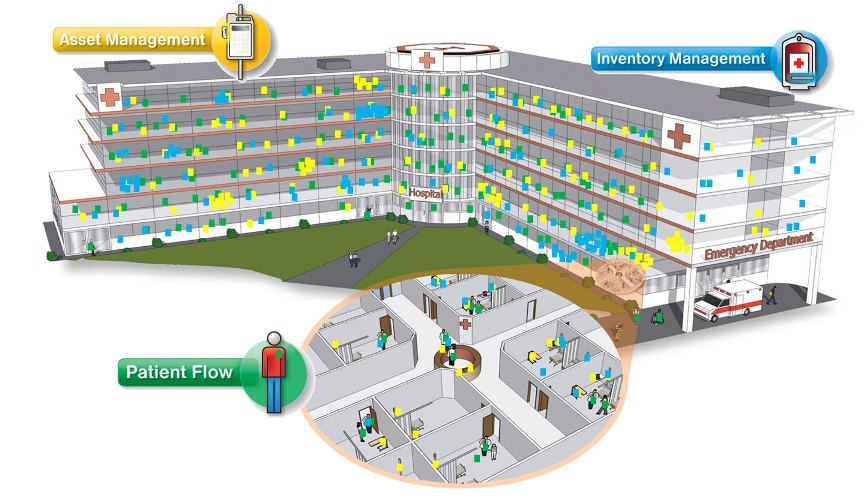 Asset Management
Inventory Management
Hospital
Emergency Department
Patient Flow